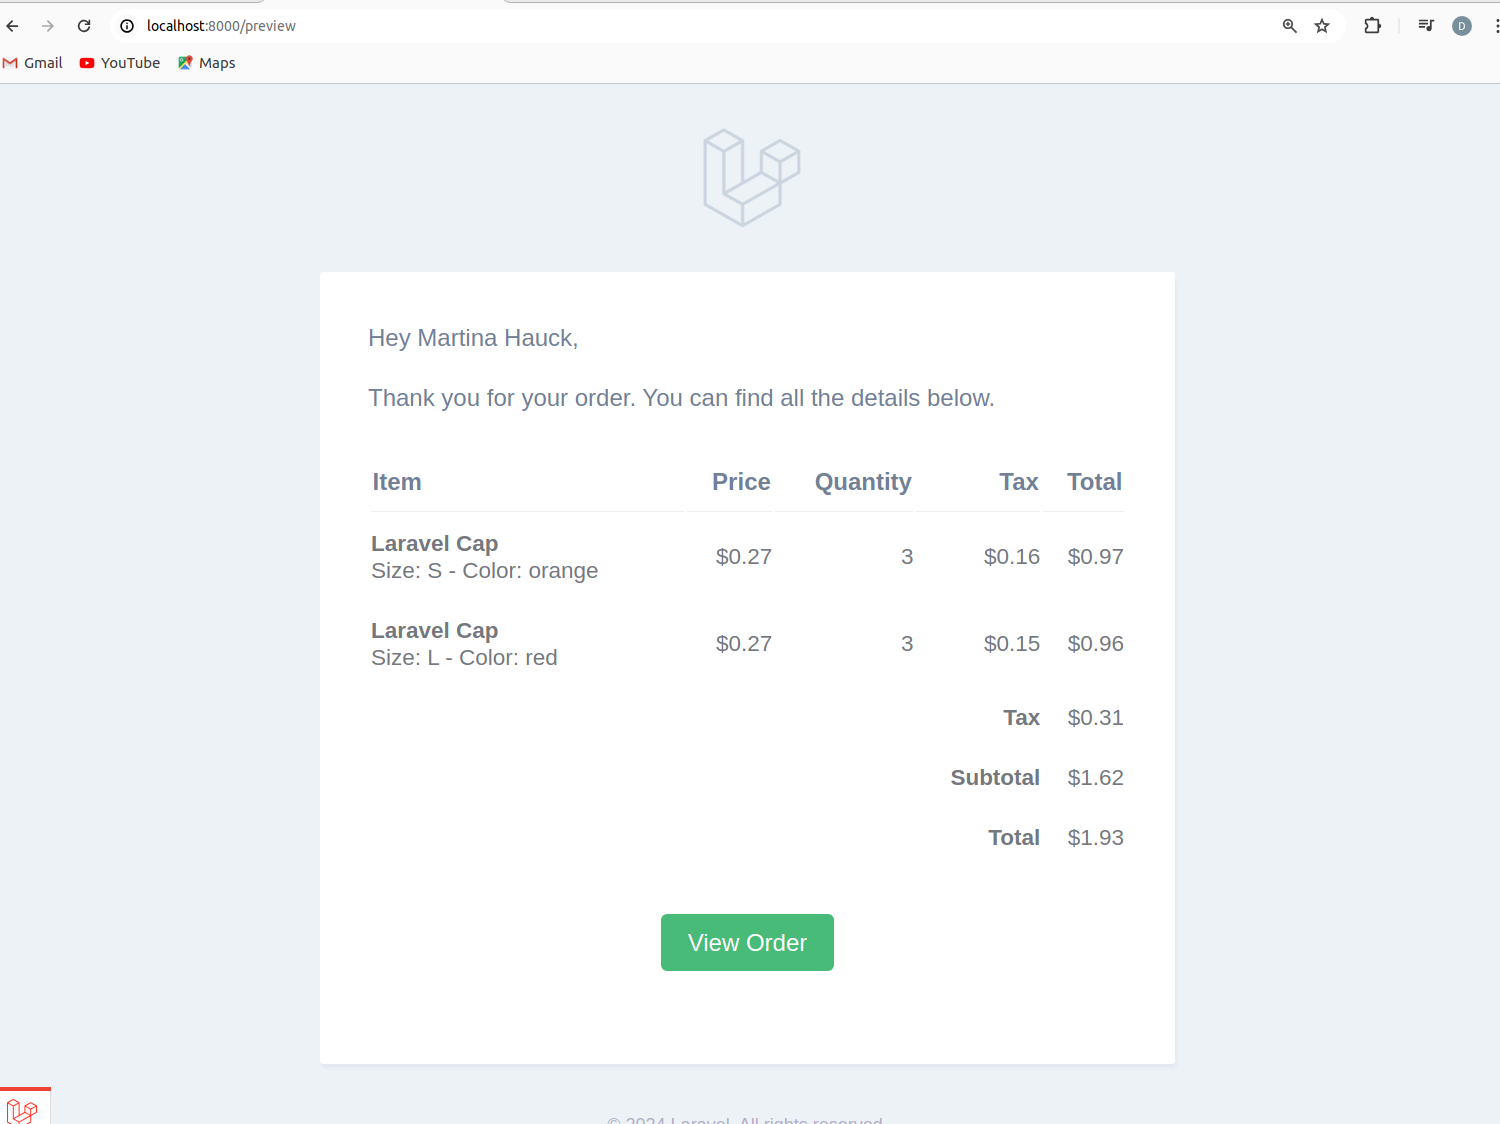 localhost:8000/preview
D
Gmail YouTube Maps
Hey Martina Hauck,
Thank you for your order. You can find all the details below.
Item Price Quantity Tax Total
Laravel Cap
Size: S - Color: orange $0.27 3 $0.16 $0.97
Laravel Cap
Size: L - Color: red $0.27 3 $0.15 $0.96
Tax $0.31
Subtotal $1.62
Total $1.93
View Order
© 2024 Laravel. All rights reserved.